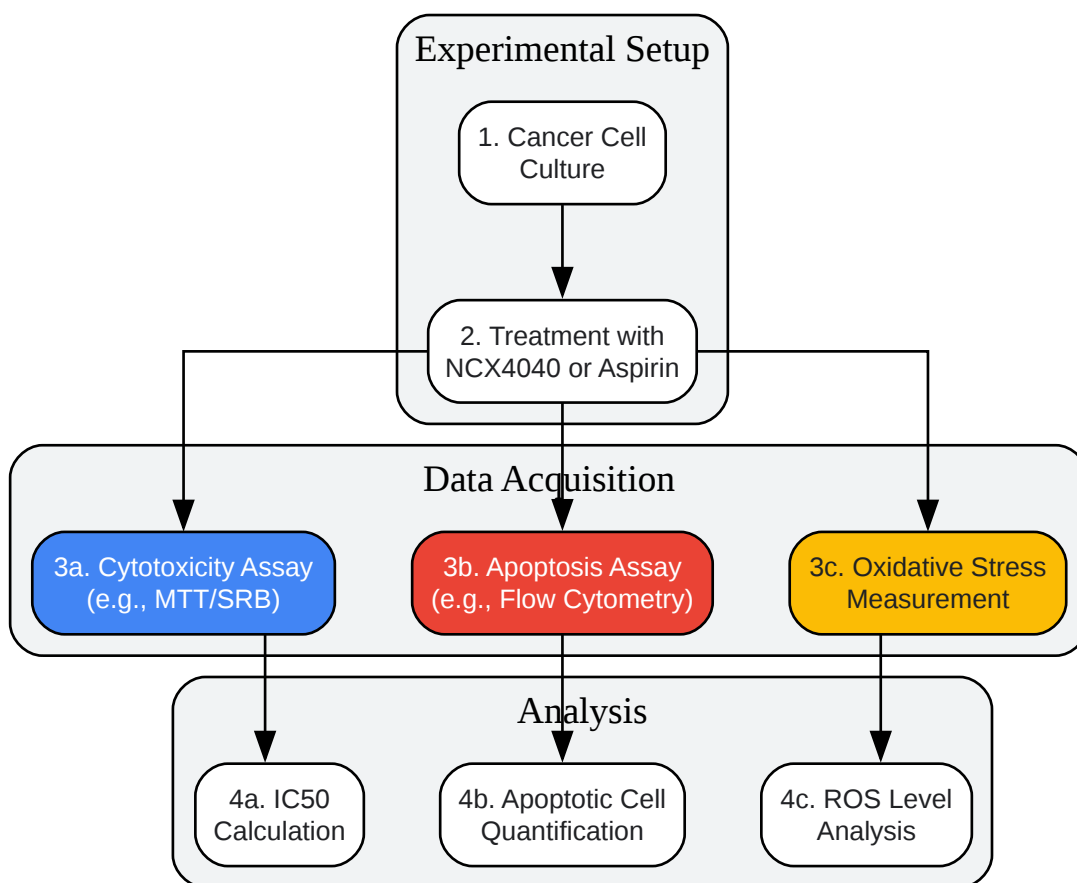 Experimental Setup
1. Cancer Cell
Culture
2. Treatment with
NCX4040 or Aspirin
Data Acquisition
3a. Cytotoxicity Assay
(e.g., MTT/SRB)
3b. Apoptosis Assay
(e.g., Flow Cytometry)
3c. Oxidative Stress
Measurement
Analysis
4a. IC50
Calculation
4b. Apoptotic Cell
Quantification
4c. ROS Level
Analysis